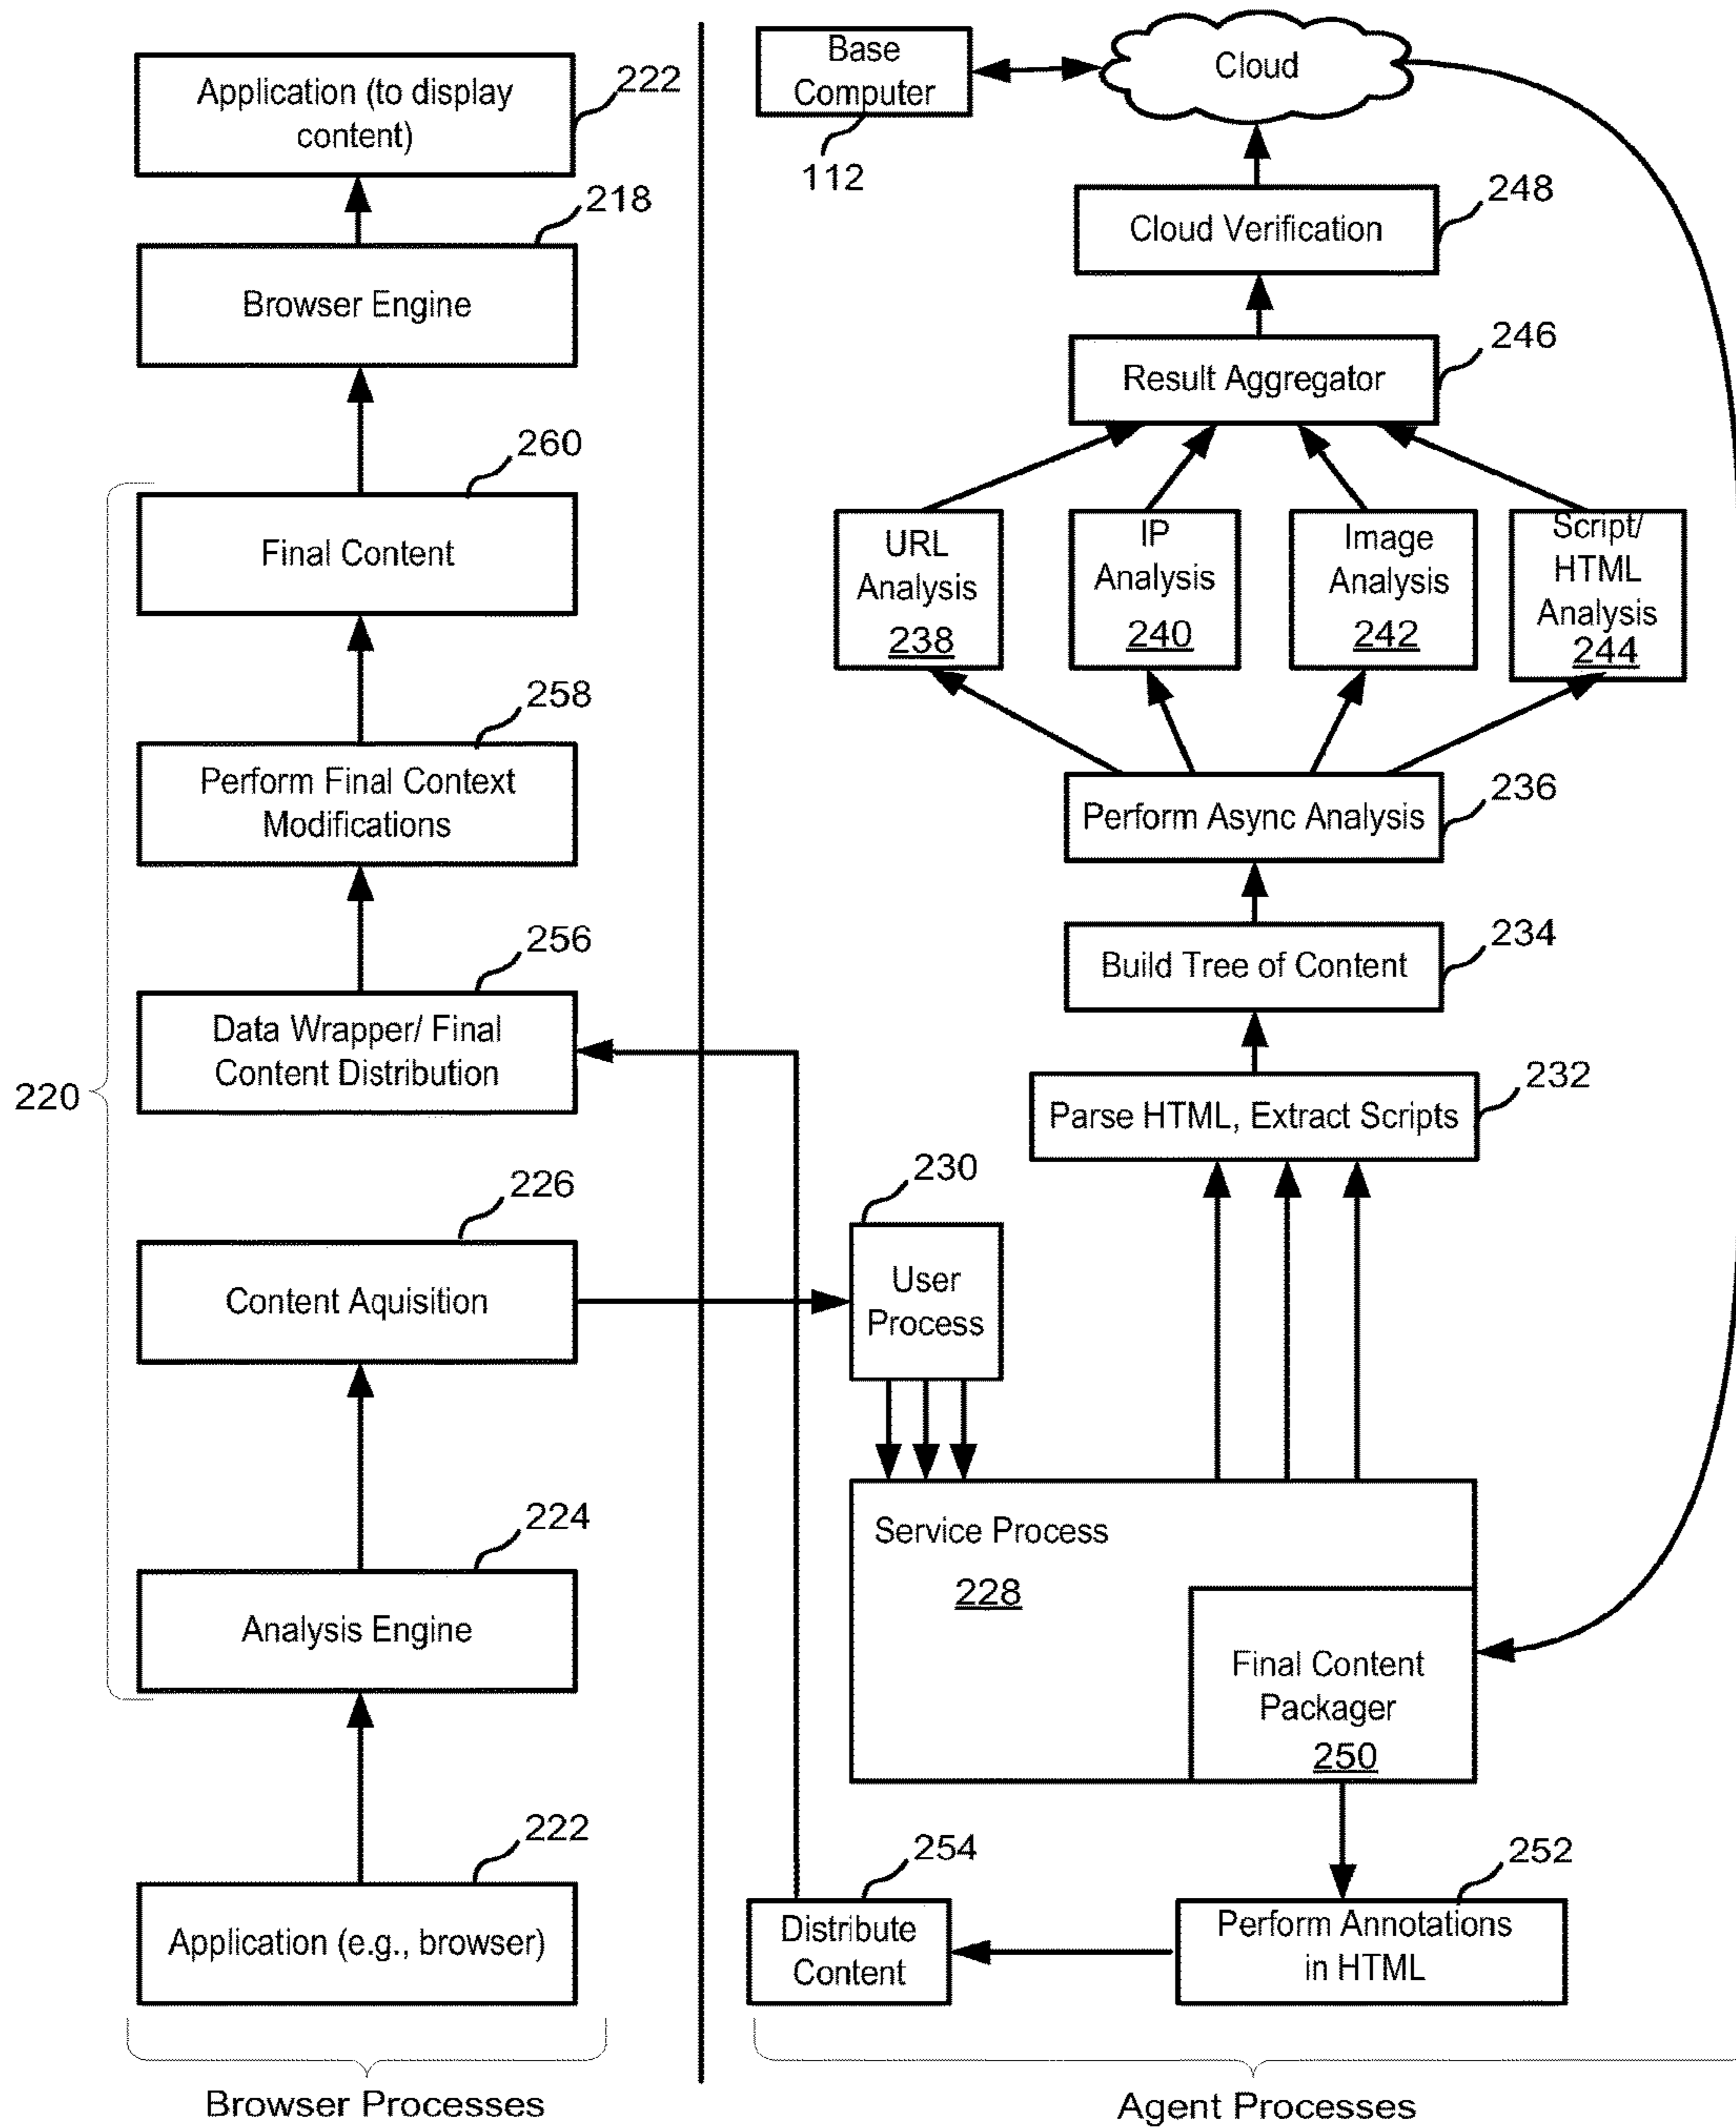 Application (to display
content)
222
218
Browser Engine
260
Final Content
258
Perform Final Context
Modifications
256
Data Wrapper/ Final
Content Distribution
220
226
Content Aquisition
224
Analysis Engine
222
Application (e.g., browser)
Browser Processes
Base
Computer
112
Cloud
248
Cloud Verification
246
Result Aggregator
URL
Analysis
238
IP
Analysis
240
Image
Analysis
242
Script/
HTML
Analysis
244
236
Perform Async Analysis
234
Build Tree of Content
232
Parse HTML, Extract Scripts
230
User
Process
Service Process
228
Final Content
Packager
250
254
Distribute
Content
252
Perform Annotations
in HTML
Agent Processes